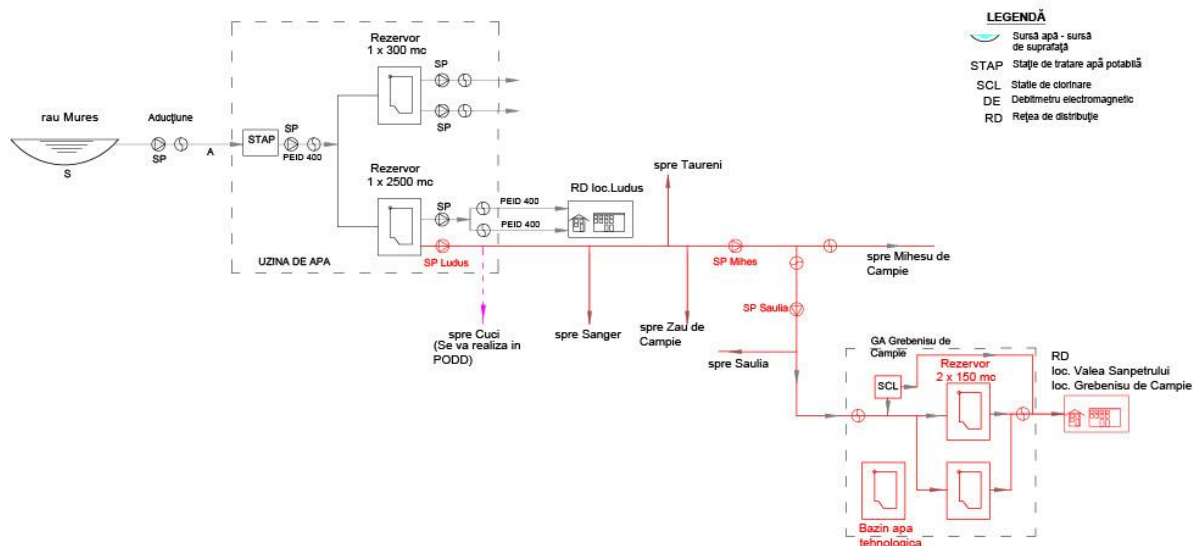 LEGENDĂ
Sursă apă - sursă
de suprafață
STAP Stație de tratare apă potabilă
SCL Statie de clorinare
DE Debitmetru electromagnetic
RD Rețea de distribuție
rau Mures
S
Aducțiune
SP
A
STAP
SP
PEID 400
Rezervor
1 x 300 mc
SP
SP
Rezervor
1 x 2500 mc
SP
PEID 400
PEID 400
RD loc.Ludus
UZINA DE APA
SP Ludus
spre Taureni
SP Mihes
spre Mihesu de
Campie
spre Cuci
(Se va realiza in
PODD)
spre Sanger
spre Zau de
Campie
SP Saulia
spre Saulia
GA Grebenisu de
Campie
SCL
Rezervor
2 x 150 mc
RD
loc. Valea Sanpetrului
loc. Grebenisu de Campie
Bazin apa
tehnologica